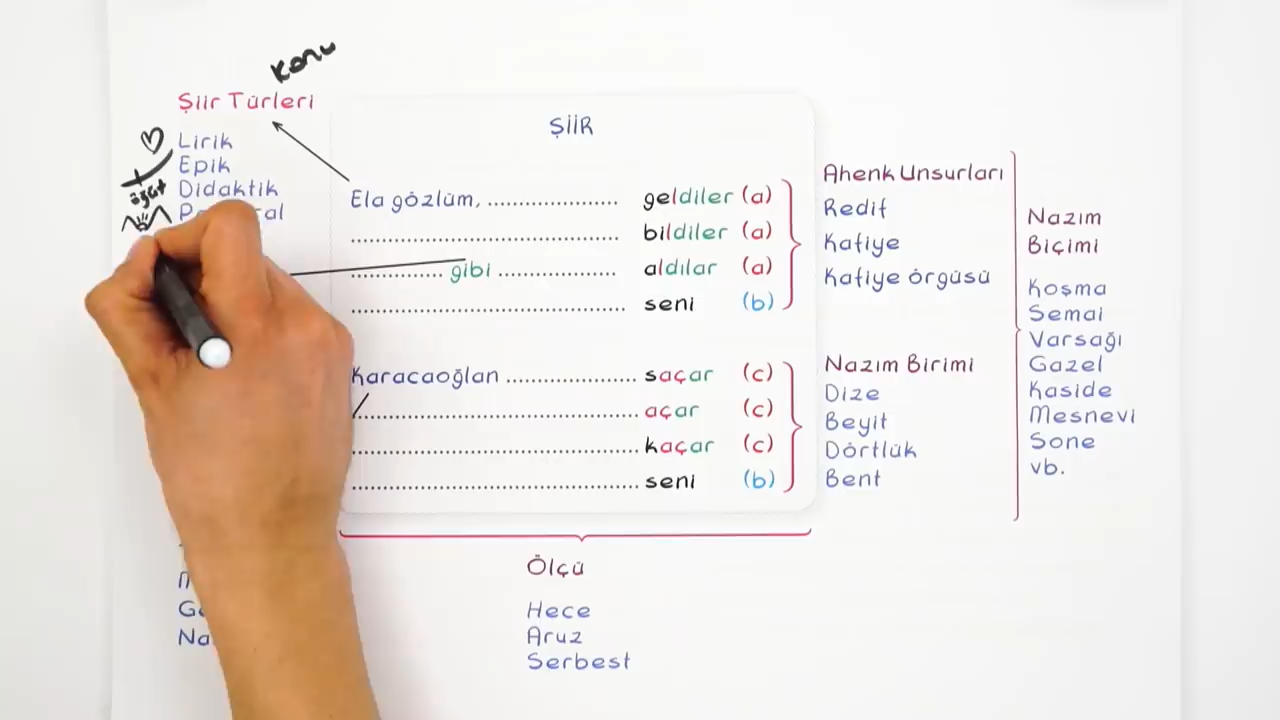 Konu
Şiir Türleri
Lirik
Epik
öğüt Didaktik
ŞİİR
Ela gözlüm, .................... geldiler (a)
......................................... bildiler (a)
.............. gibi .................. aldılar (a)
.......................................... seni (b)
Karacaoğlan .................... saçar (c)
........................................... açar (c)
........................................... kaçar (c)
........................................... seni (b)
Ahenk Unsurları
Redif
Kafiye
Kafiye örgüsü
Nazım Birimi
Dize
Beyit
Dörtlük
Bent
Nazım
Biçimi
Koşma
Semai
Varsağı
Gazel
Kaside
Mesnevi
Sone
vb.
Ölçü
Hece
Aruz
Serbest